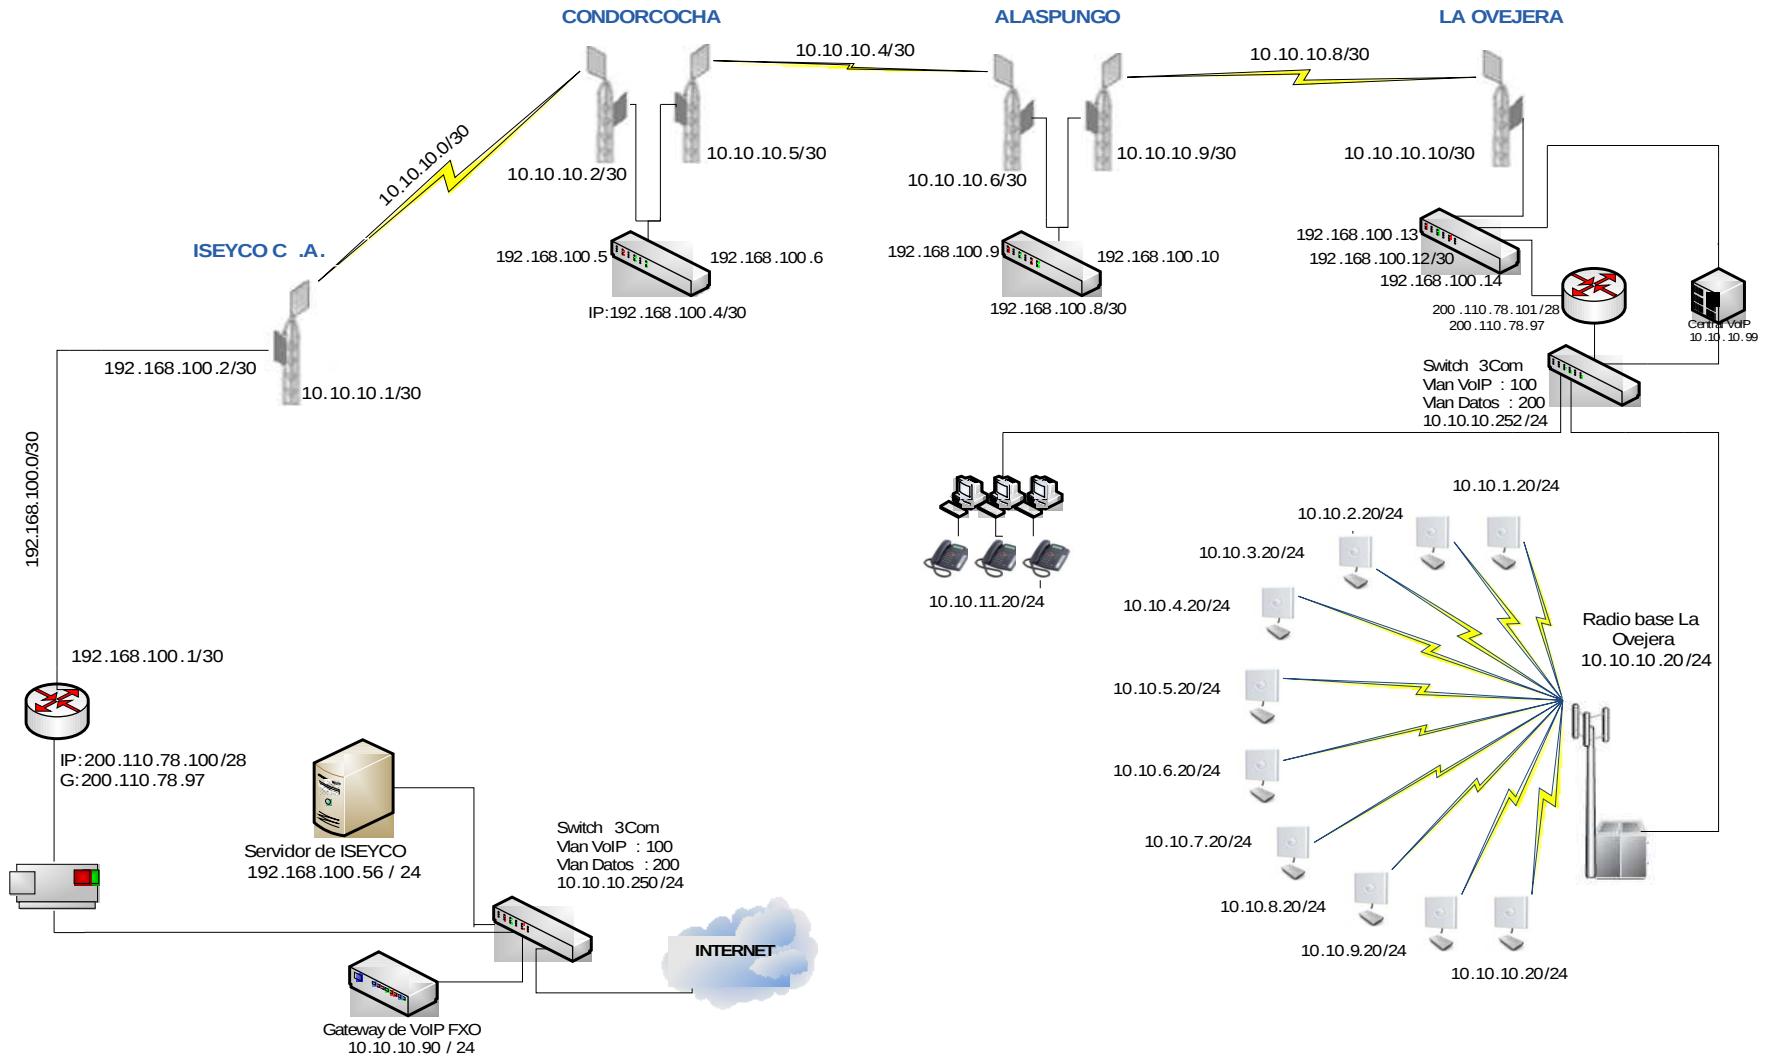 CONDORCOCHA
ALASPUNGO
LA OVEJERA
10.10.10.4/30
10.10.10.8/30
10.10.10.0/30
10.10.10.2/30
10.10.10.5/30
10.10.10.6/30
10.10.10.9/30
10.10.10.10/30
ISEYCO C .A.
192.168.100.5
192.168.100.6
IP:192.168.100.4/30
192.168.100.9
192.168.100.10
192.168.100.8/30
192.168.100.13
192.168.100.12/30
192.168.100.14
200.110.78.101/28
200.110.78.97
Central VoIP
10.10.10.99
192.168.100.2/30
10.10.10.1/30
Switch 3Com
Vlan VoIP : 100
Vlan Datos : 200
10.10.10.252/24
192.168.100.0/30
10.10.1.20/24
10.10.2.20/24
10.10.3.20/24
10.10.4.20/24
10.10.5.20/24
10.10.6.20/24
10.10.7.20/24
10.10.8.20/24
10.10.9.20/24
10.10.10.20/24
10.10.11.20/24
Radio base La
Ovejera
10.10.10.20/24
192.168.100.1/30
IP:200.110.78.100/28
G:200.110.78.97
Servidor de ISEYCO
192.168.100.56 / 24
Switch 3Com
Vlan VoIP : 100
Vlan Datos : 200
10.10.10.250/24
INTERNET
Gateway de VoIP FXO
10.10.10.90 / 24